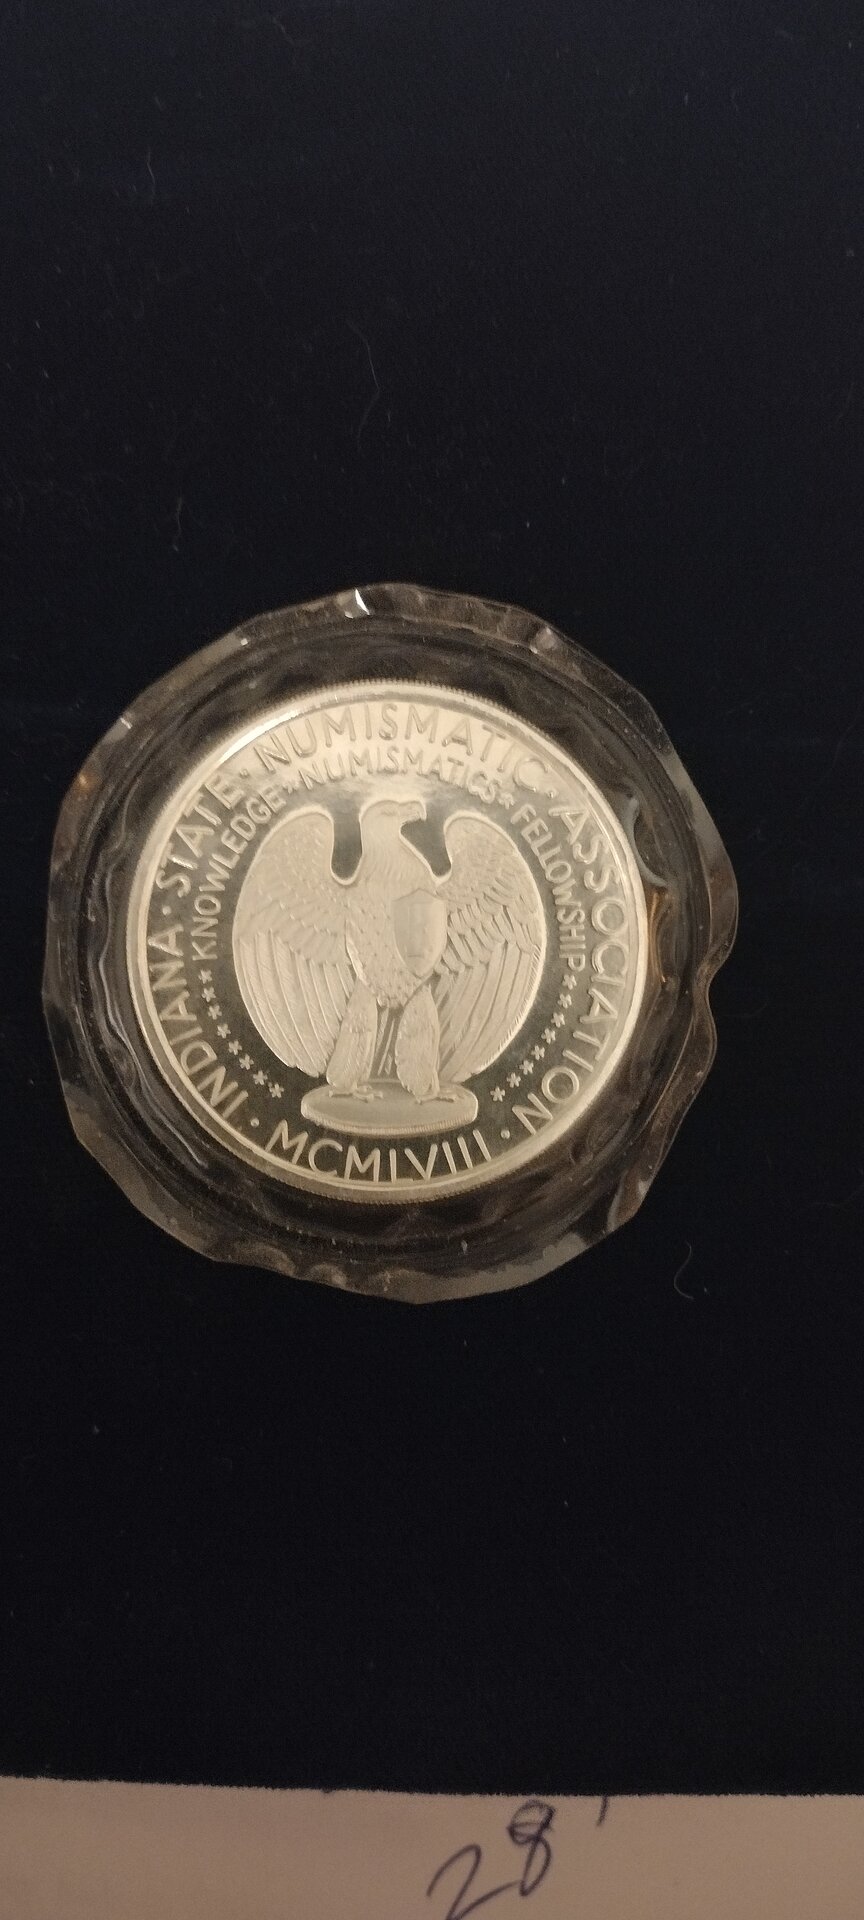 INDIANA · STATE · NUMISMATIC · ASSOCIATION ·
KNOWLEDGE * NUMISMATICS * FELLOWSHIP
MCMLVIII ·
28'